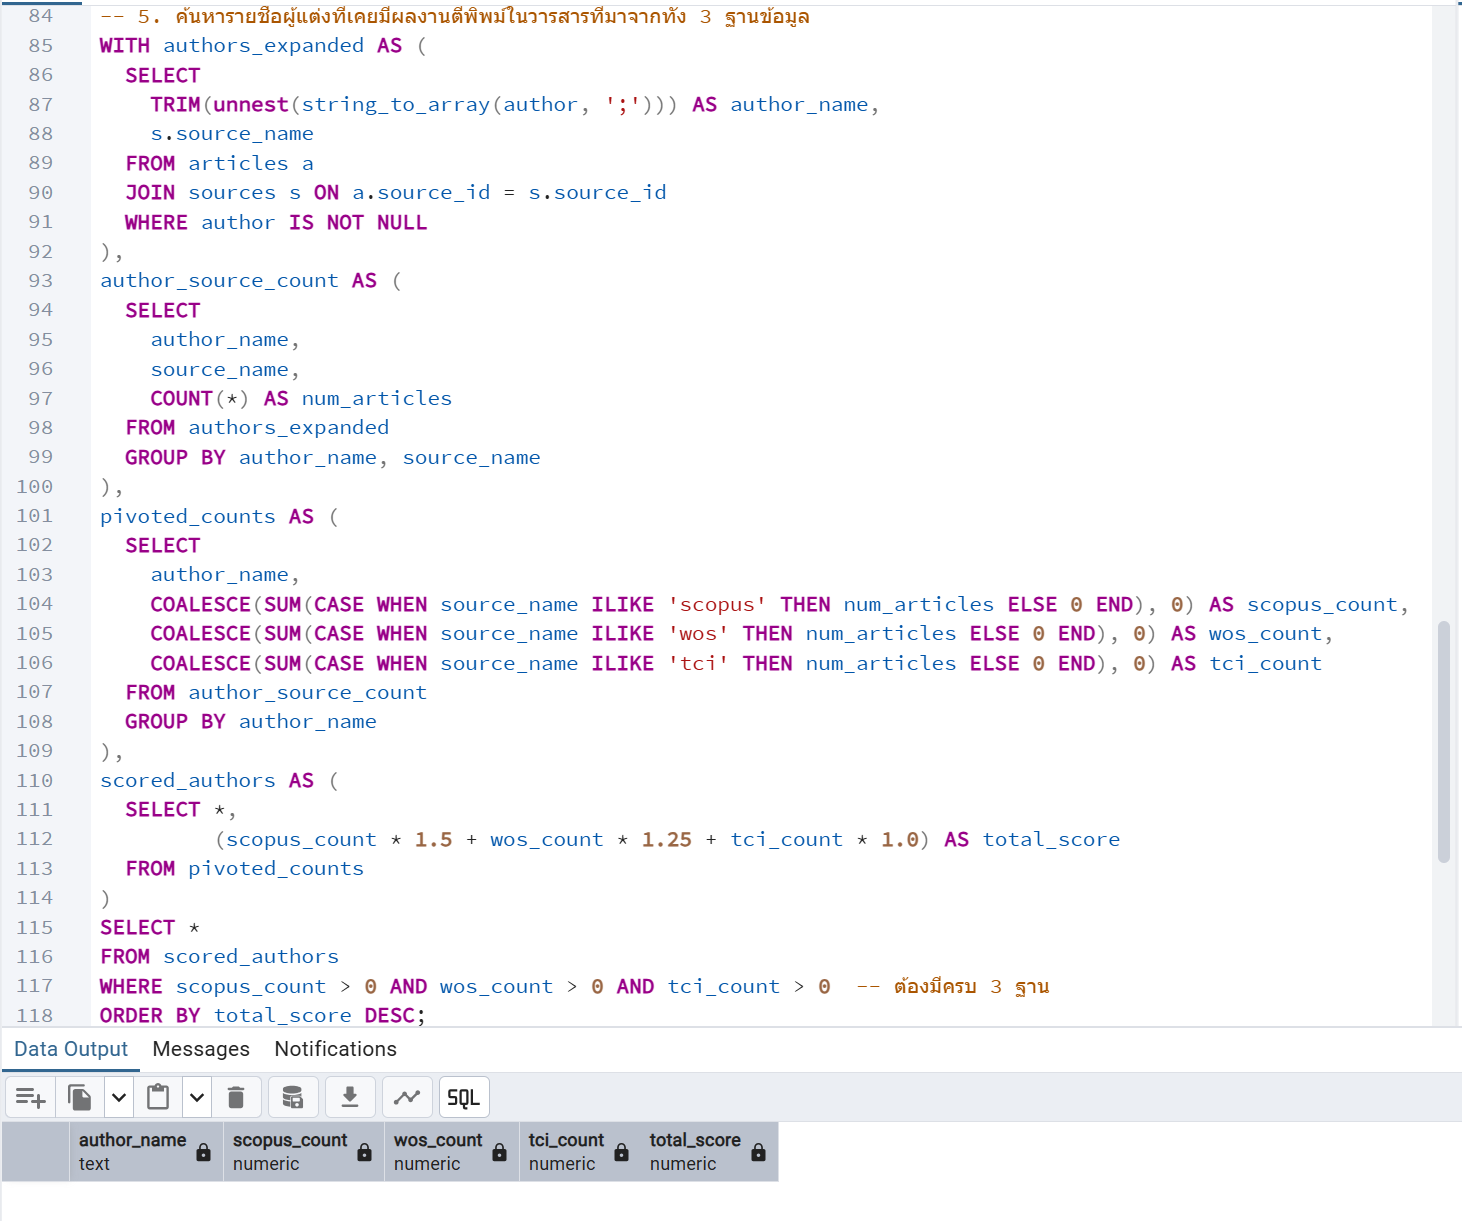 84 -- 5. ค้นหารายชื่อผู้แต่งที่เคยมีผลงานตีพิมพ์ในวารสารที่มาจากทั้ง 3 ฐานข้อมูล
85 WITH authors_expanded AS (
86 SELECT
87 TRIM(unnest(string_to_array(author, ';'))) AS author_name,
88 s.source_name
89 FROM articles a
90 JOIN sources s ON a.source_id = s.source_id
91 WHERE author IS NOT NULL
92 ),
93 author_source_count AS (
94 SELECT
95 author_name,
96 source_name,
97 COUNT(*) AS num_articles
98 FROM authors_expanded
99 GROUP BY author_name, source_name
100 ),
101 pivoted_counts AS (
102 SELECT
103 author_name,
104 COALESCE(SUM(CASE WHEN source_name ILIKE 'scopus' THEN num_articles ELSE 0 END), 0) AS scopus_count,
105 COALESCE(SUM(CASE WHEN source_name ILIKE 'wos' THEN num_articles ELSE 0 END), 0) AS wos_count,
106 COALESCE(SUM(CASE WHEN source_name ILIKE 'tci' THEN num_articles ELSE 0 END), 0) AS tci_count
107 FROM author_source_count
108 GROUP BY author_name
109 ),
110 scored_authors AS (
111 SELECT *,
112 (scopus_count * 1.5 + wos_count * 1.25 + tci_count * 1.0) AS total_score
113 FROM pivoted_counts
114 )
115 SELECT *
116 FROM scored_authors
117 WHERE scopus_count > 0 AND wos_count > 0 AND tci_count > 0 -- ต้องมีครบ 3 ฐาน
118 ORDER BY total_score DESC;
Data Output Messages Notifications
SQL
author_name scopus_count wos_count tci_count total_score
text numeric numeric numeric numeric